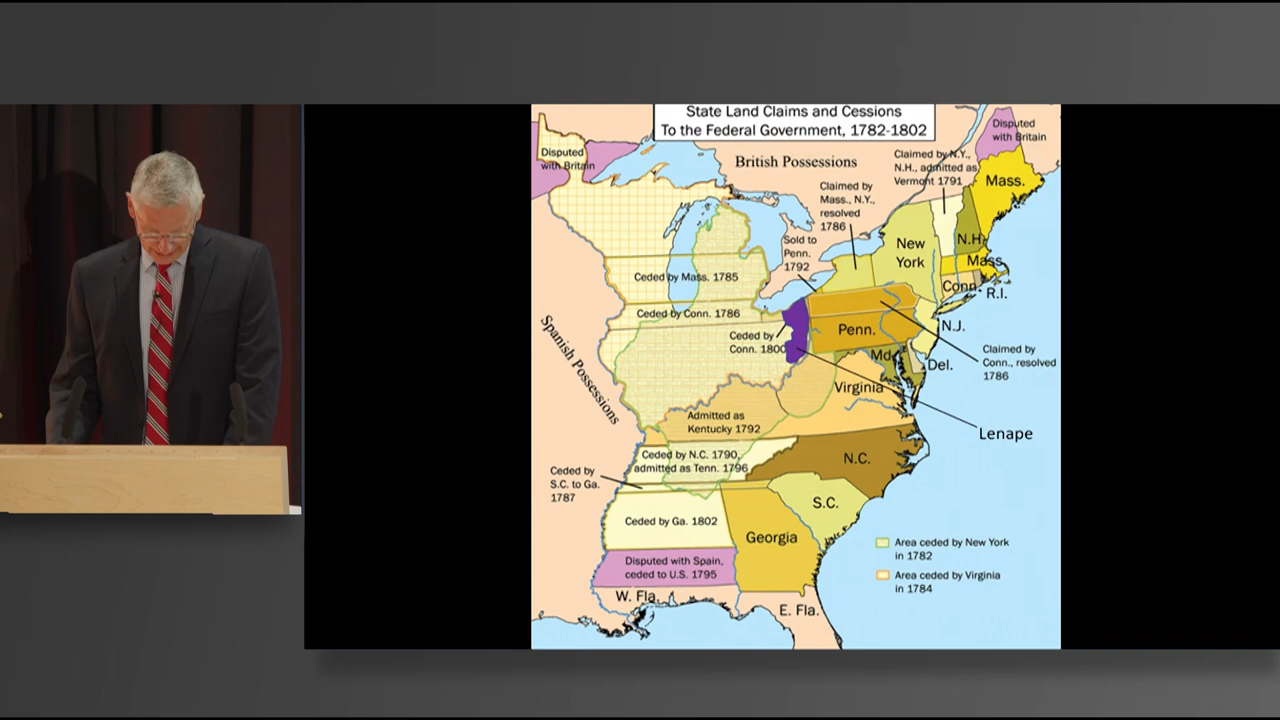 State Land Claims and Cessions
To the Federal Government, 1782-1802
Disputed
with Britain
British Possessions
Claimed by N.Y.,
N.H., admitted as
Vermont 1791
Disputed
with Britain
Mass.
Claimed by
Mass., N.Y.,
resolved
1786
Sold to
Penn.
1792
New
York
N.H.
Mass.
Conn.
R.I.
Ceded by Mass. 1785
Ceded by Conn. 1786
Ceded by
Conn. 1800
Penn.
N.J.
Md.
Del.
Claimed by
Conn., resolved
1786
Spanish Possessions
Virginia
Admitted as
Kentucky 1792
Lenape
Ceded by N.C. 1790,
admitted as Tenn. 1796
N.C.
Ceded by
S.C. to Ga.
1787
S.C.
Ceded by Ga. 1802
Georgia
Area ceded by New York
in 1782
Disputed with Spain,
ceded to U.S. 1795
Area ceded by Virginia
in 1784
W. Fla.
E. Fla.